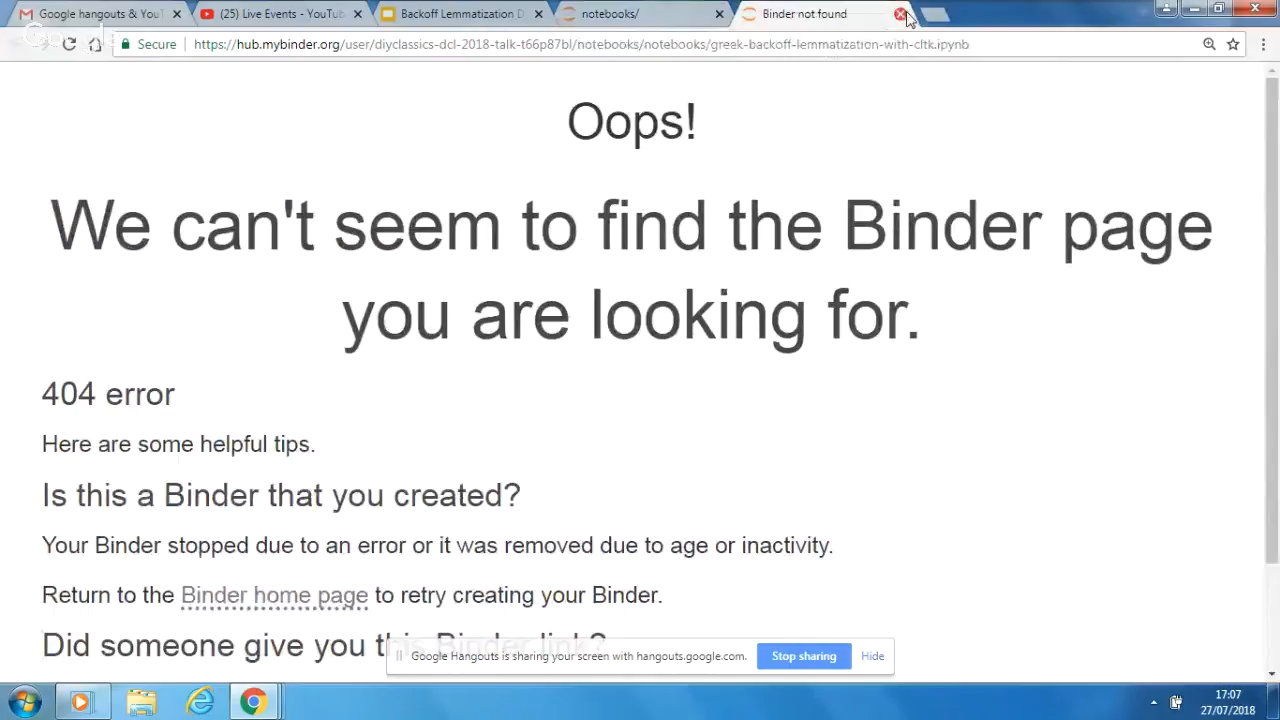 Google hangouts & You
(25) Live Events - YouTub
Backoff Lemmatization D
notebooks/
Binder not found
Secure
https://hub.mybinder.org/user/diyclassics-dcl-2018-talk-t66p87bl/notebooks/notebooks/greek-backoff-lemmatization-with-cltk.ipynb
Oops!
We can't seem to find the Binder page
you are looking for.
404 error
Here are some helpful tips.
Is this a Binder that you created?
Your Binder stopped due to an error or it was removed due to age or inactivity.
Return to the Binder home page to retry creating your Binder.
Did someone give you this Binder link?
Google Hangouts is sharing your screen with hangouts.google.com.
Stop sharing
Hide
17:07
27/07/2018